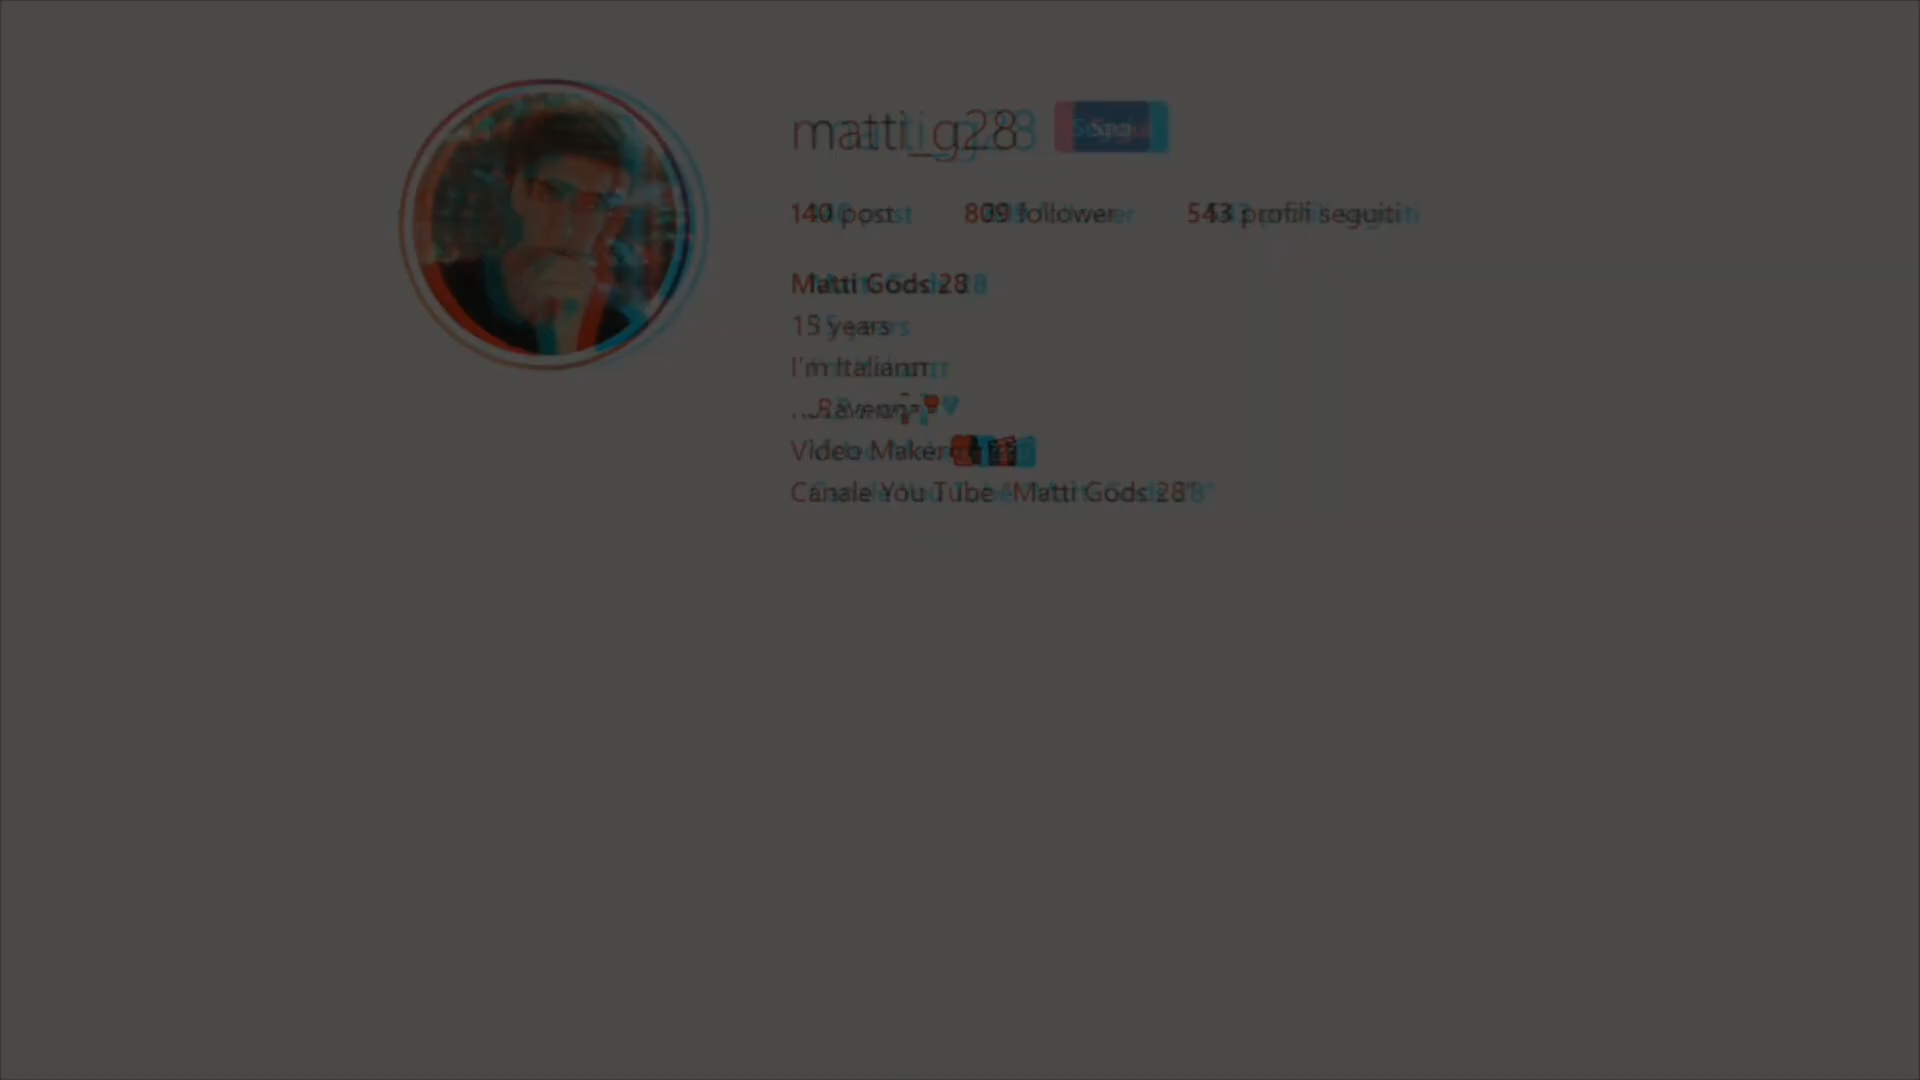 matti_g28 Segui
140 post 809 follower 543 profili seguiti
Matti Gods 28
15 years
I'm Italian
Video Maker
Canale You Tube "Matti Gods 28"